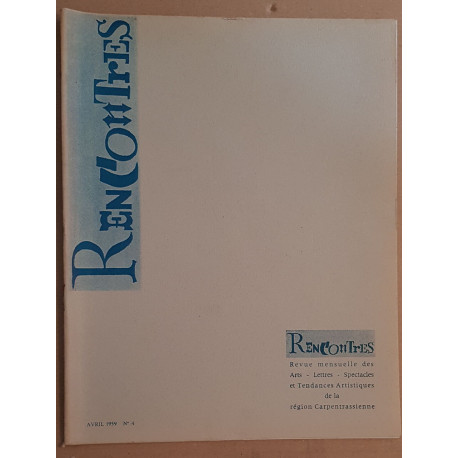 RENCONTRES
RENCONTRES
Revue mensuelle des
Arts - Lettres - Spectacles
et Tendances Artistiques
de la
région Carpentrassienne
AVRIL 1959 N° 4